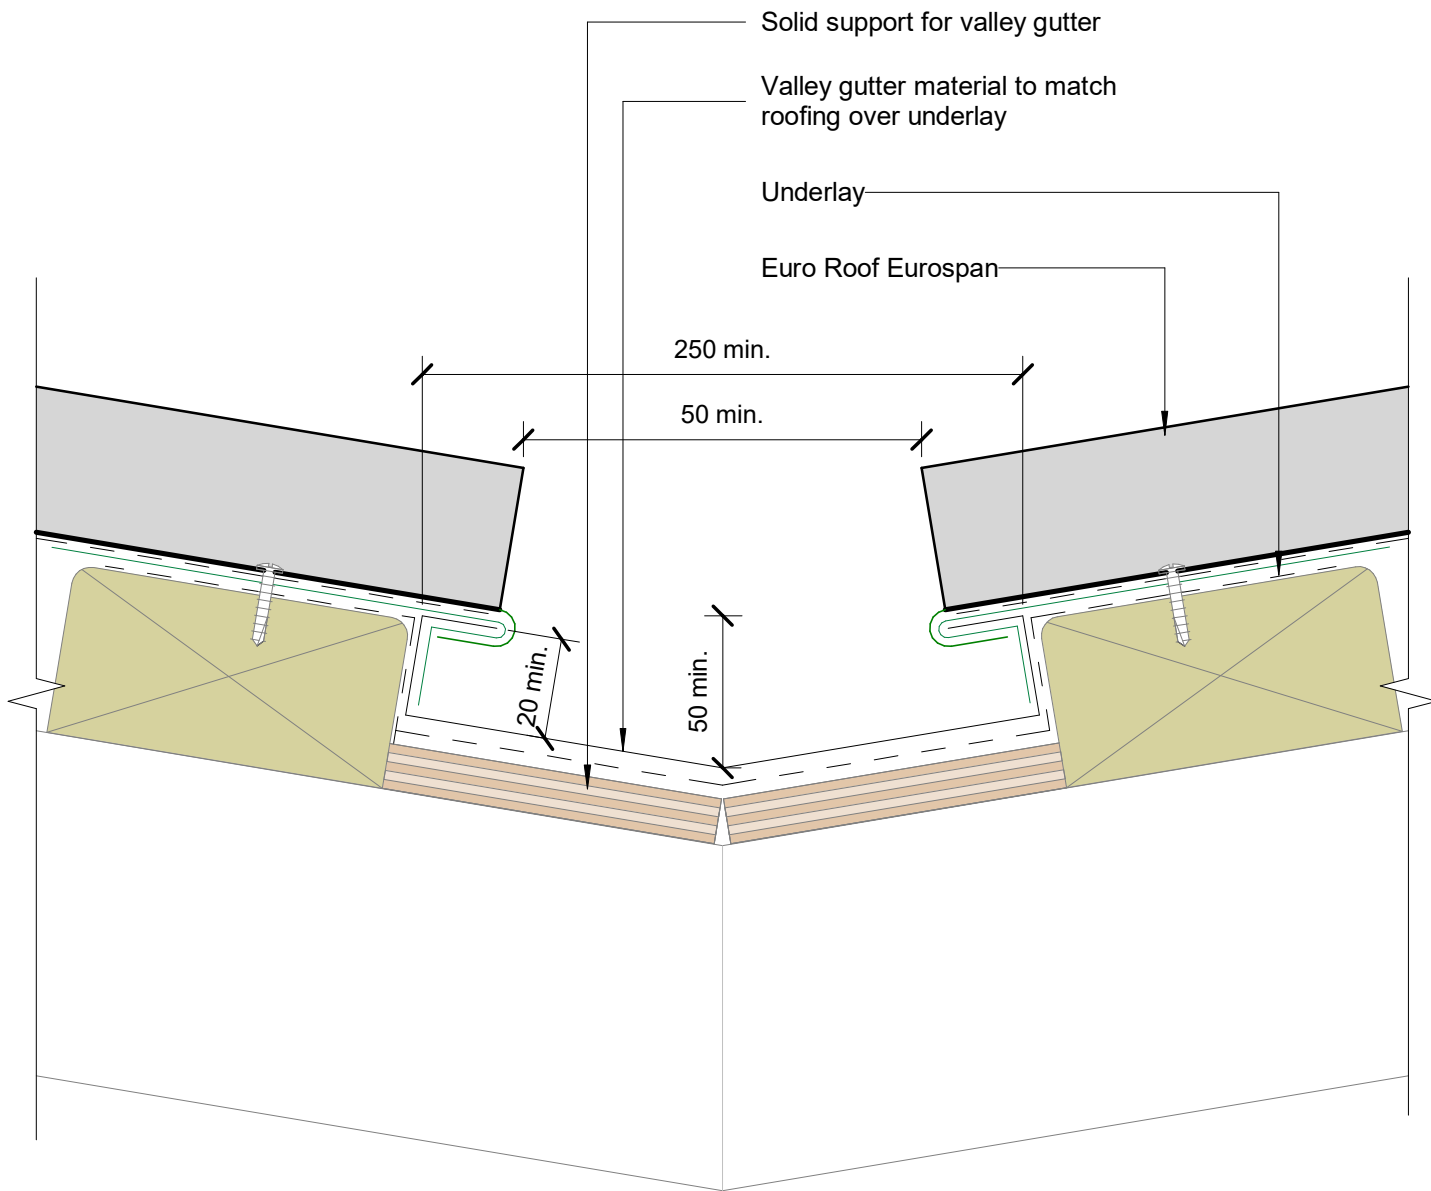 Solid support for valley gutter
Valley gutter material to match
roofing over underlay
Underlay
Euro Roof Eurospan
250 min.
50 min.
20 min.
50 min.